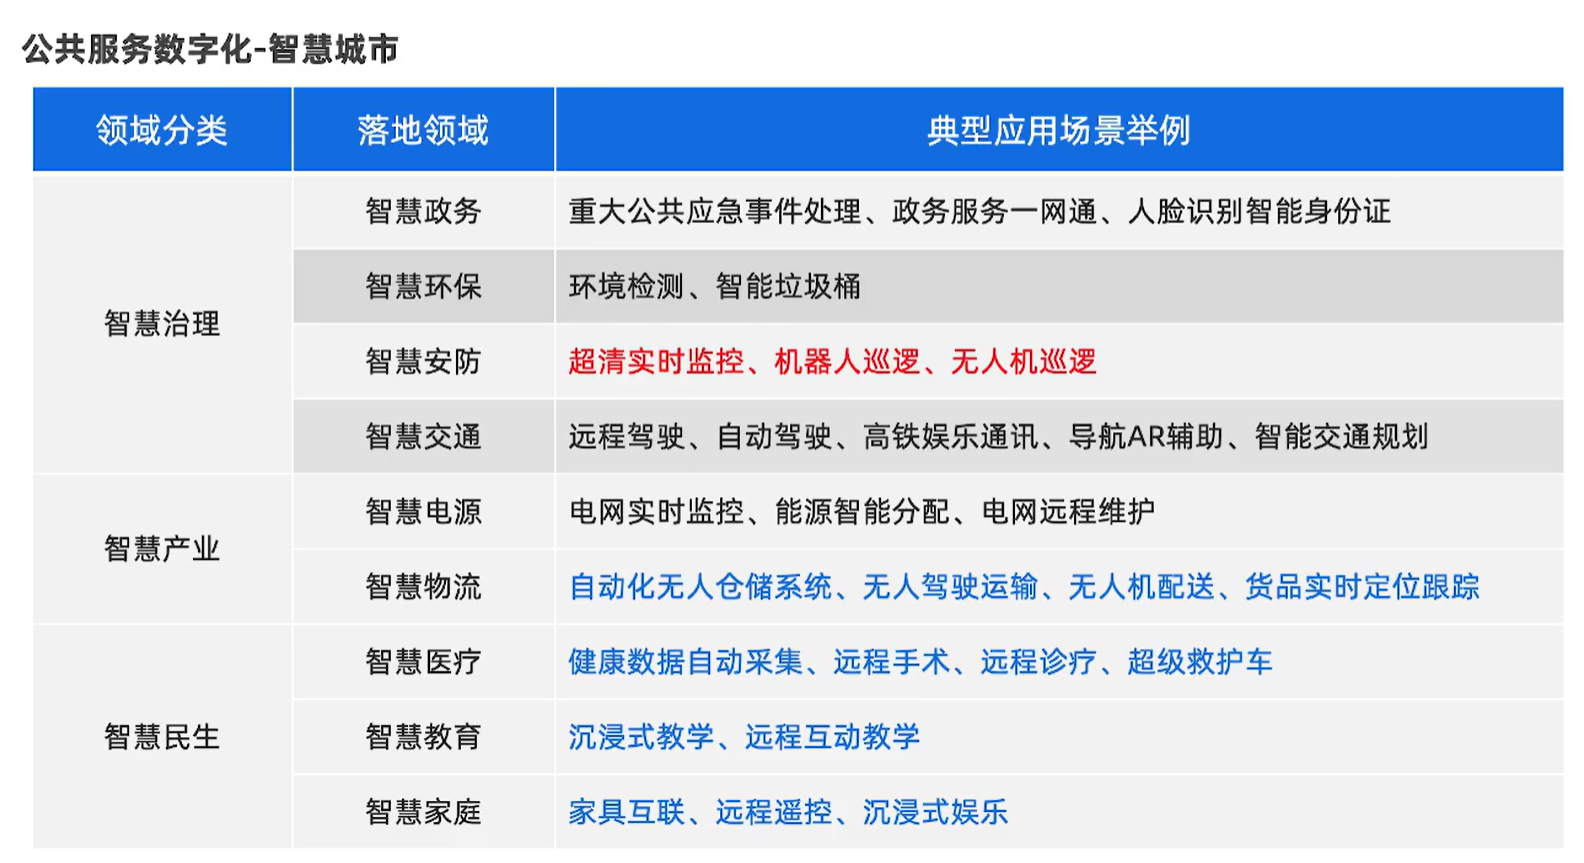 公共服务数字化-智慧城市
领域分类 落地领域 典型应用场景举例
智慧治理
智慧政务 重大公共应急事件处理、政务服务一网通、人脸识别智能身份证
智慧环保 环境检测、智能垃圾桶
智慧安防 超清实时监控、机器人巡逻、无人机巡逻
智慧交通 远程驾驶、自动驾驶、高铁娱乐通讯、导航AR辅助、智能交通规划
智慧产业
智慧电源 电网实时监控、能源智能分配、电网远程维护
智慧物流 自动化无人仓储系统、无人驾驶运输、无人机配送、货品实时定位跟踪
智慧民生
智慧医疗 健康数据自动采集、远程手术、远程诊疗、超级救护车
智慧教育 沉浸式教学、远程互动教学
智慧家庭 家具互联、远程遥控、沉浸式娱乐